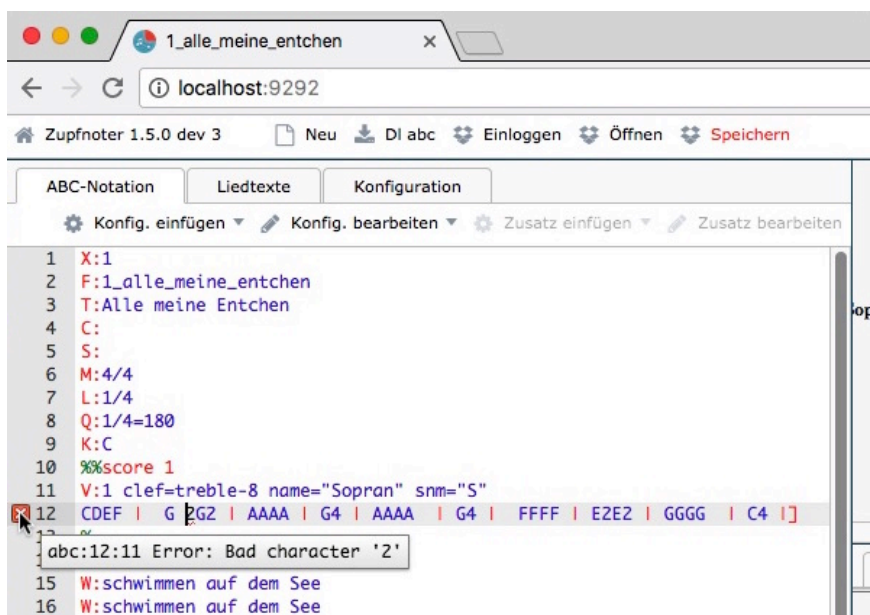 1_alle_meine_entchen
localhost:9292
Zupfnoter 1.5.0 dev 3 Neu Dl abc Einloggen Öffnen Speichern
ABC-Notation Liedtexte Konfiguration
Konfig. einfügen Konfig. bearbeiten Zusatz einfügen Zusatz bearbeiten
1 X:1
2 F:1_alle_meine_entchen
3 T:Alle meine Entchen
4 C:
5 S:
6 M:4/4
7 L:1/4
8 Q:1/4=180
9 K:C
10 %%score 1
11 V:1 clef=treble-8 name="Sopran" snm="S"
12 CDEF | G 2G2 | AAAA | G4 | AAAA | G4 | FFFF | E2E2 | GGGG | C4 |]
abc:12:11 Error: Bad character '2'
15 W:schwimmen auf dem See
16 W:schwimmen auf dem See